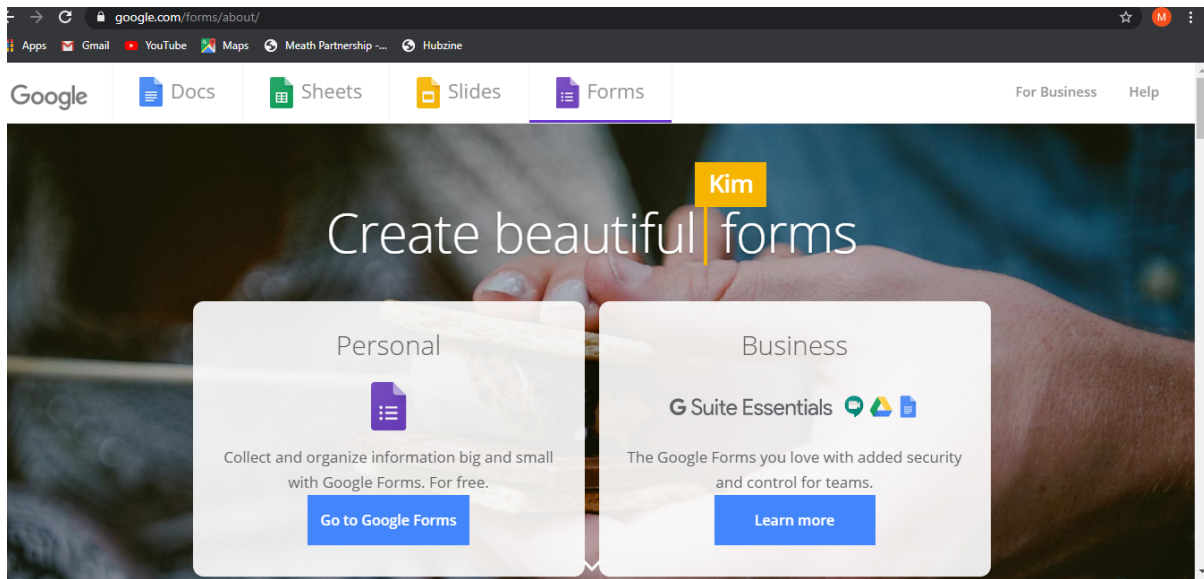 google.com/forms/about/
M
Apps Gmail YouTube Maps Meath Partnership -... Hubzine
Google Docs Sheets Slides Forms For Business Help
Kim
Create beautiful forms
Personal
Collect and organize information big and small
with Google Forms. For free.
Go to Google Forms
Business
G Suite Essentials
The Google Forms you love with added security
and control for teams.
Learn more